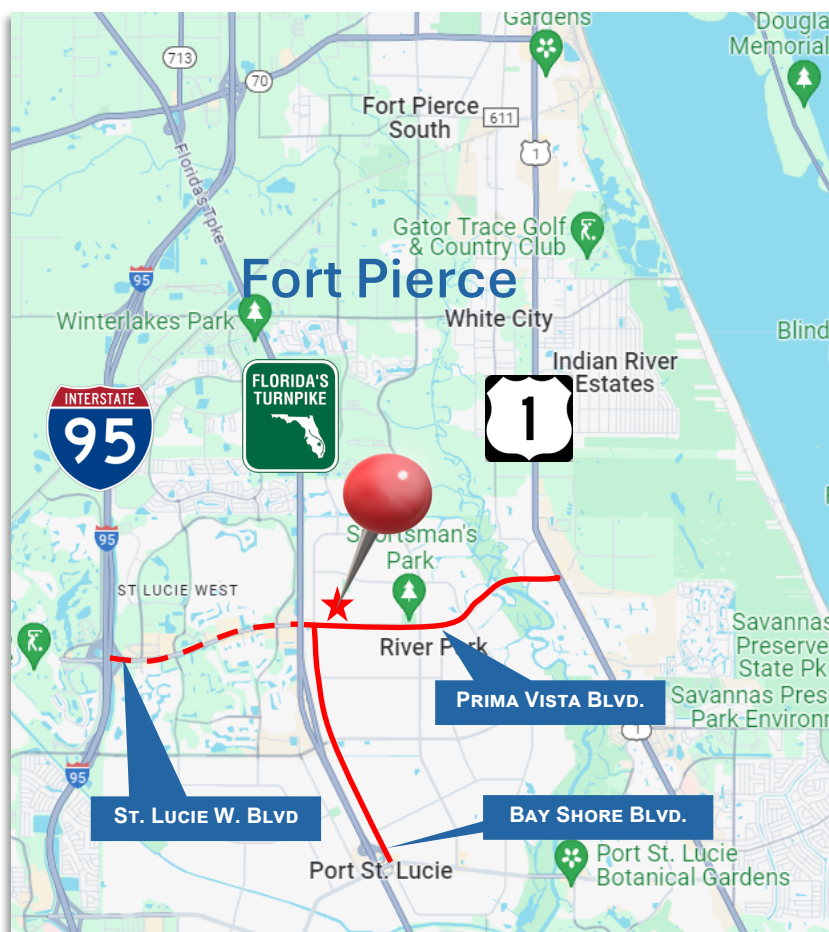 Gardens
Dougla
Memorial
713
70
Fort Pierce
South
611
1
Florida's Tpke
Gator Trace Golf
& Country Club
95
Fort Pierce
Winterlakes Park
White City
Blind
Indian River
Estates
INTERSTATE
95
FLORIDA'S
TURNPIKE
1
95
Sportsman's
Park
ST LUCIE WEST
River Park
Savannas
Preserve
State Pk
PRIMA VISTA BLVD.
Savannas Pres
Park Environm
1
95
ST. LUCIE W. BLVD
BAY SHORE BLVD.
Port St. Lucie
Port St. Lucie
Botanical Gardens